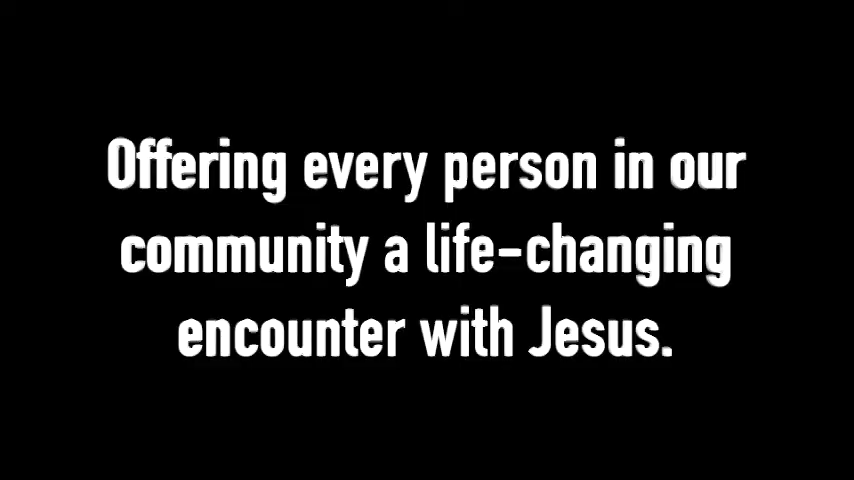 Offering every person in our
community a life-changing
encounter with Jesus.